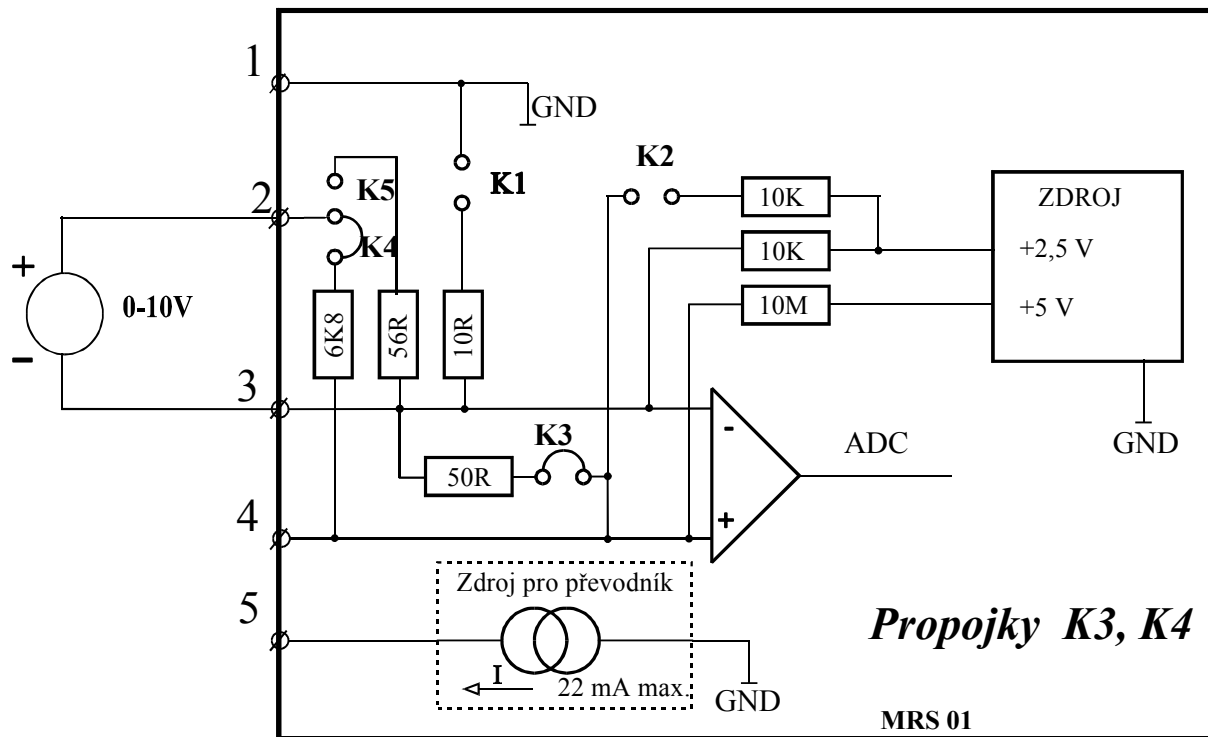 1
GND
K5
K1
K2
10K
ZDROJ
2
K4
10K
+2,5 V
+
0-10V
10M
+5 V
-
6K8
56R
10R
3
K3
-
ADC
GND
50R
+
4
Zdroj pro převodník
5
I
22 mA max.
GND
Propojky K3, K4
MRS 01